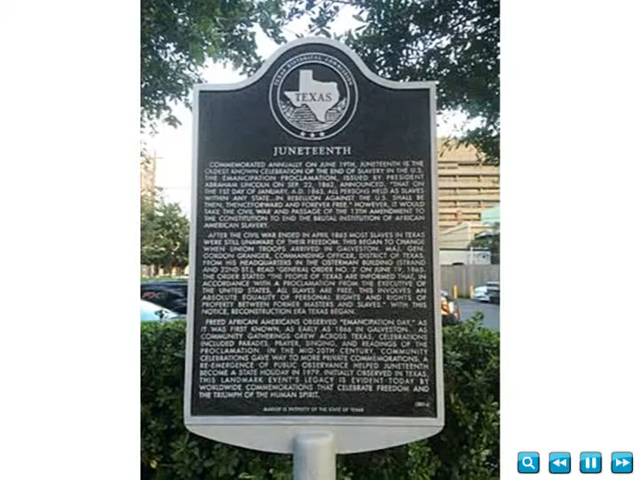 TEXAS HISTORICAL COMMISSION
TEXAS
JUNETEENTH
COMMEMORATED ANNUALLY ON JUNE 19TH, JUNETEENTH IS THE
OLDEST KNOWN CELEBRATION OF THE END OF SLAVERY IN THE U.S.
THE EMANCIPATION PROCLAMATION, ISSUED BY PRESIDENT
ABRAHAM LINCOLN ON SEP. 22, 1862, ANNOUNCED, "THAT ON
THE 1ST DAY OF JANUARY, A.D. 1863, ALL PERSONS HELD AS SLAVES
WITHIN ANY STATE...IN REBELLION AGAINST THE U.S. SHALL BE
THEN, THENCEFORWARD AND FOREVER FREE." HOWEVER, IT WOULD
TAKE THE CIVIL WAR AND PASSAGE OF THE 13TH AMENDMENT TO
THE CONSTITUTION TO END THE BRUTAL INSTITUTION OF AFRICAN
AMERICAN SLAVERY.
AFTER THE CIVIL WAR ENDED IN APRIL 1865 MOST SLAVES IN TEXAS
WERE STILL UNAWARE OF THEIR FREEDOM. THIS BEGAN TO CHANGE
WHEN UNION TROOPS ARRIVED IN GALVESTON. MAJ. GEN.
GORDON GRANGER, COMMANDING OFFICER, DISTRICT OF TEXAS,
FROM HIS HEADQUARTERS IN THE OSTERMAN BUILDING (STRAND
AND 22ND ST.), READ 'GENERAL ORDER NO. 3' ON JUNE 19, 1865.
THE ORDER STATED "THE PEOPLE OF TEXAS ARE INFORMED THAT, IN
ACCORDANCE WITH A PROCLAMATION FROM THE EXECUTIVE OF
THE UNITED STATES, ALL SLAVES ARE FREE. THIS INVOLVES AN
ABSOLUTE EQUALITY OF PERSONAL RIGHTS AND RIGHTS OF
PROPERTY BETWEEN FORMER MASTERS AND SLAVES." WITH THIS
NOTICE, RECONSTRUCTION ERA TEXAS BEGAN.
FREED AFRICAN AMERICANS OBSERVED "EMANCIPATION DAY," AS
IT WAS FIRST KNOWN, AS EARLY AS 1866 IN GALVESTON. AS
COMMUNITY GATHERINGS GREW ACROSS TEXAS, CELEBRATIONS
INCLUDED PARADES, PRAYER, SINGING, AND READINGS OF THE
PROCLAMATION. IN THE MID-20TH CENTURY, COMMUNITY
CELEBRATIONS GAVE WAY TO MORE PRIVATE COMMEMORATIONS. A
RE-EMERGENCE OF PUBLIC OBSERVANCE HELPED JUNETEENTH
BECOME A STATE HOLIDAY IN 1979. INITIALLY OBSERVED IN TEXAS,
THIS LANDMARK EVENT'S LEGACY IS EVIDENT TODAY BY
WORLDWIDE COMMEMORATIONS THAT CELEBRATE FREEDOM AND
THE TRIUMPH OF THE HUMAN SPIRIT.
MARKER IS PROPERTY OF THE STATE OF TEXAS